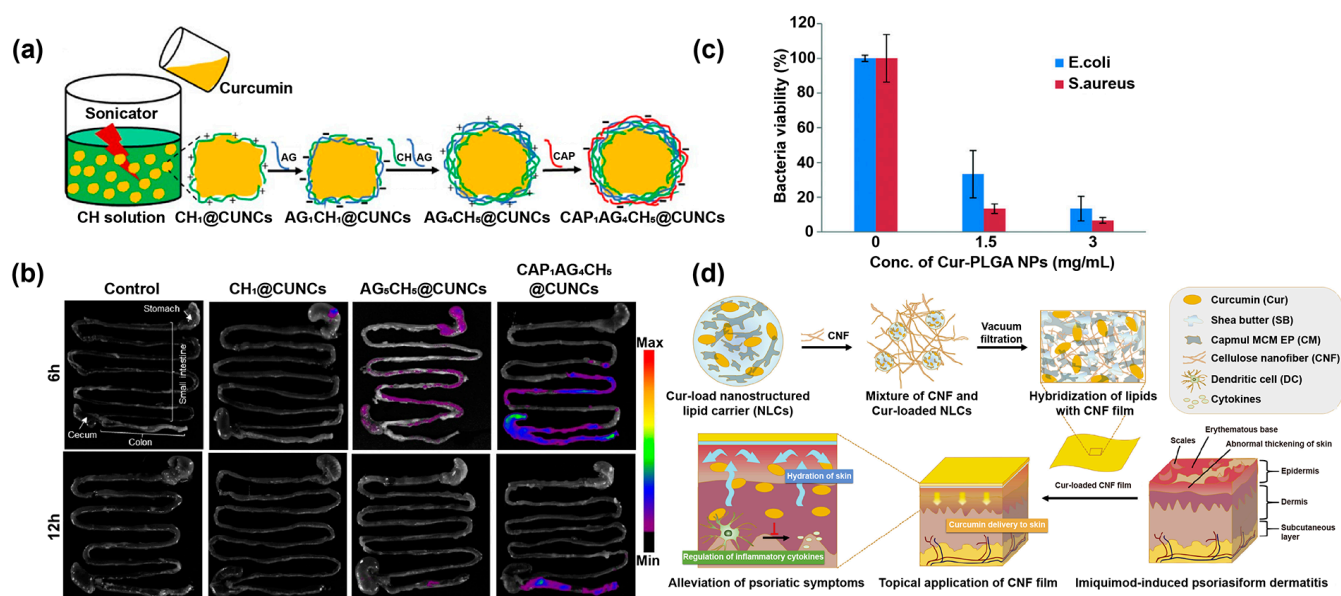 (a)
Curcumin
Sonicator
CH solution
+
-
AG
CH
AG
CAP
CH₁@CUNCs
AG₁CH₁@CUNCs
AG₄CH₅@CUNCs
CAP₁AG₄CH₅@CUNCs
(b)
Control
CH₁@CUNCs
AG₅CH₅@CUNCs
CAP₁AG₄CH₅
@CUNCs
6h
12h
Stomach
Small intestine
Cecum
Colon
Max
Min
(c)
Bacteria viability (%)
120
100
80
60
40
20
0
E.coli
S.aureus
0
1.5
3
Conc. of Cur-PLGA NPs (mg/mL)
(d)
Cur-load nanostructured
lipid carrier (NLCs)
CNF
Mixture of CNF and
Cur-loaded NLCs
Vacuum
filtration
Hybridization of lipids
with CNF film
Curcumin (Cur)
Shea butter (SB)
Capmul MCM EP (CM)
Cellulose nanofiber (CNF)
Dendritic cell (DC)
Cytokines
Hydration of skin
Regulation of inflammatory cytokines
Alleviation of psoriatic symptoms
Curcumin delivery to skin
Topical application of CNF film
Cur-loaded CNF film
Scales
Erythematous base
Abnormal thickening of skin
Epidermis
Dermis
Subcutaneous
layer
Imiquimod-induced psoriasiform dermatitis